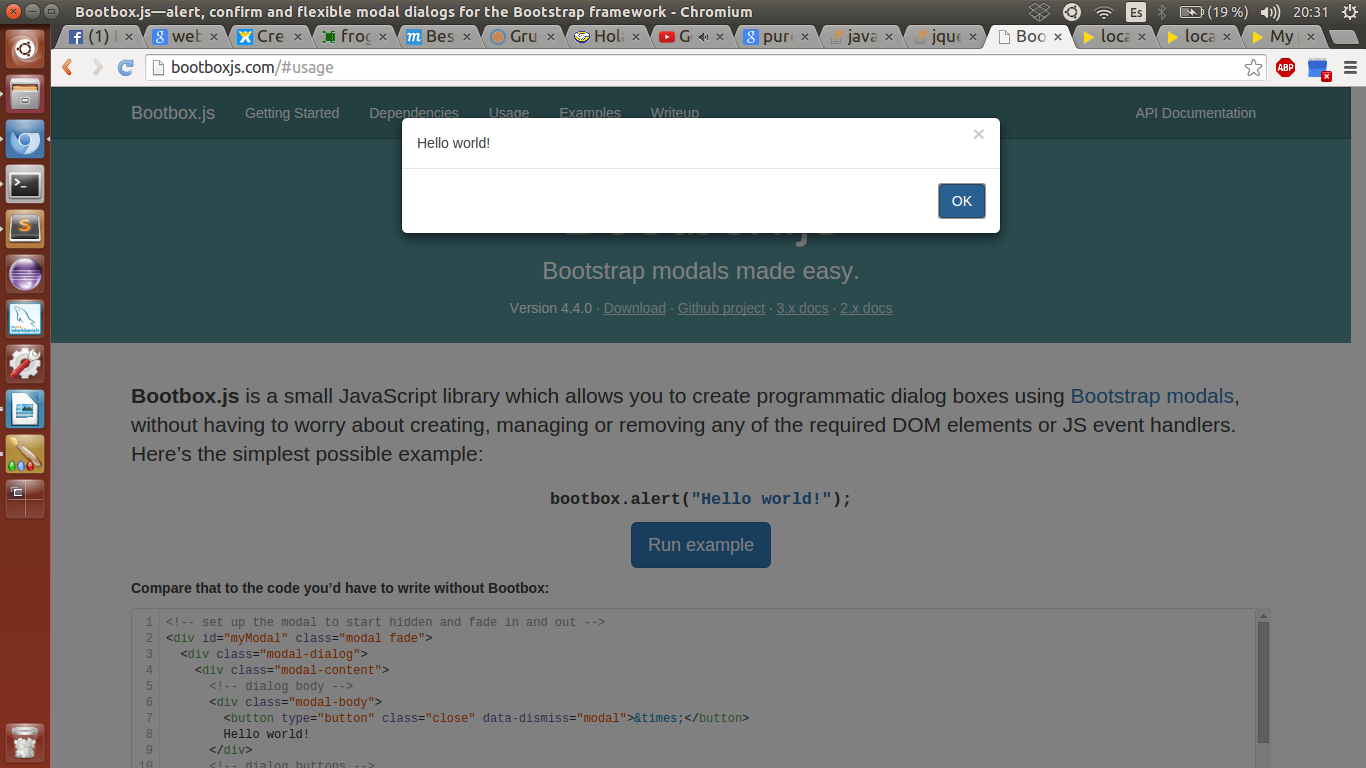 Bootbox.js—alert, confirm and flexible modal dialogs for the Bootstrap framework - Chromium
Es
(19 %)
20:31
(1)
web
Cre
frog
Bes
Gru
Hola
G
pure
java
jque
Boo
loca
loca
My
bootboxjs.com/#usage
ABP
Bootbox.js
Getting Started
Dependencies
Usage
Examples
Writeup
API Documentation
Hello world!
×
OK
Bootstrap modals made easy.
Version 4.4.0 · Download · Github project · 3.x docs · 2.x docs
Bootbox.js is a small JavaScript library which allows you to create programmatic dialog boxes using Bootstrap modals,
without having to worry about creating, managing or removing any of the required DOM elements or JS event handlers.
Here’s the simplest possible example:
bootbox.alert("Hello world!");
Run example
Compare that to the code you’d have to write without Bootbox:
1 <!-- set up the modal to start hidden and fade in and out -->
2 <div id="myModal" class="modal fade">
3 <div class="modal-dialog">
4 <div class="modal-content">
5 <!-- dialog body -->
6 <div class="modal-body">
7 <button type="button" class="close" data-dismiss="modal">&times;</button>
8 Hello world!
9 </div>
10 <!-- dialog buttons -->